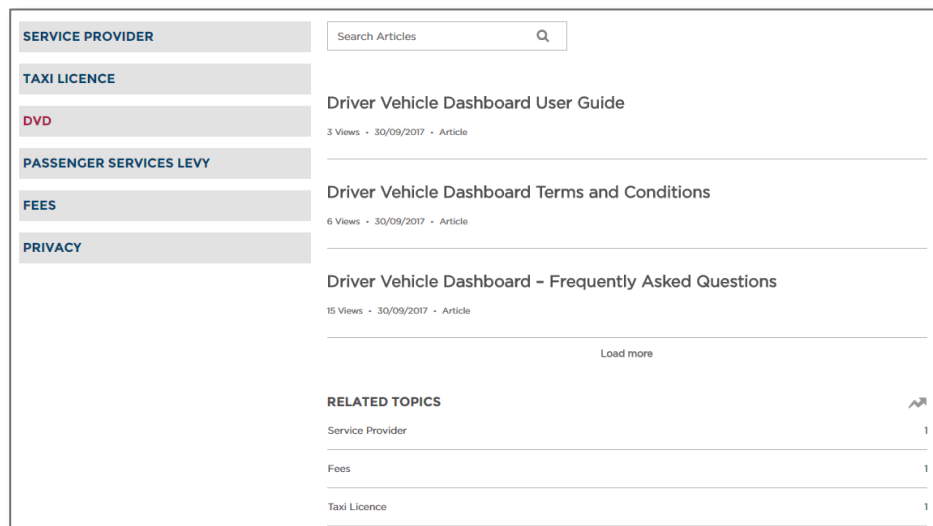 SERVICE PROVIDER
TAXI LICENCE
DVD
PASSENGER SERVICES LEVY
FEES
PRIVACY
Search Articles
Driver Vehicle Dashboard User Guide
3 Views • 30/09/2017 • Article
Driver Vehicle Dashboard Terms and Conditions
6 Views • 30/09/2017 • Article
Driver Vehicle Dashboard – Frequently Asked Questions
15 Views • 30/09/2017 • Article
Load more
RELATED TOPICS
Service Provider 1
Fees 1
Taxi Licence 1